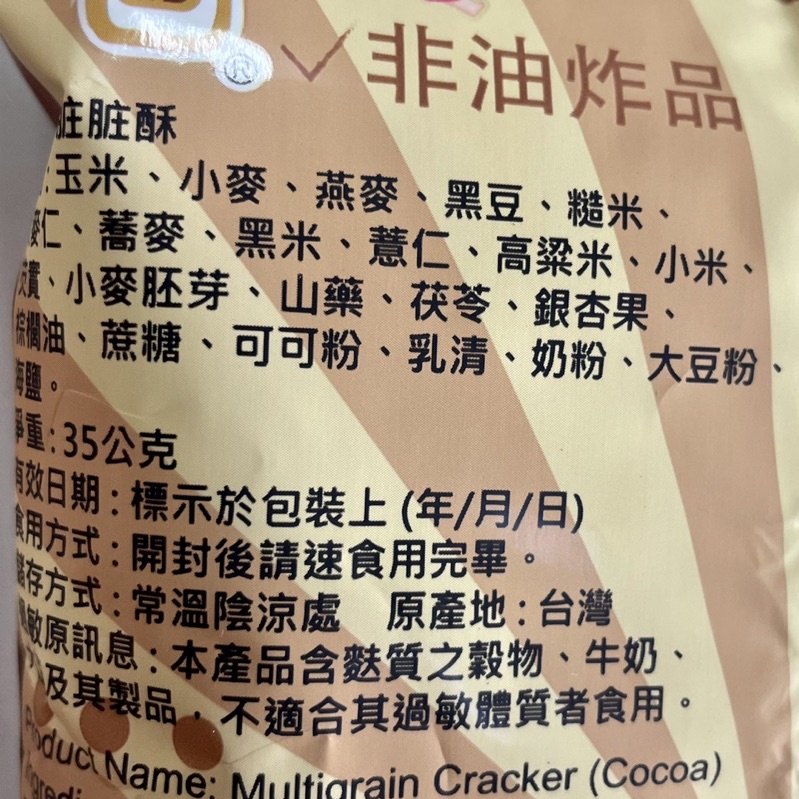 ®
✓非油炸品
脏脏酥
:玉米、小麥、燕麥、黑豆、糙米、
麥仁、蕎麥、黑米、薏仁、高粱米、小米、
芡實、小麥胚芽、山藥、茯苓、銀杏果、
棕櫚油、蔗糖、可可粉、乳清、奶粉、大豆粉、
海鹽。
淨重:35公克
有效日期:標示於包裝上(年/月/日)
食用方式:開封後請速食用完畢。
儲存方式:常溫陰涼處 原產地:台灣
過敏原訊息:本產品含麩質之穀物、牛奶、
及其製品,不適合其過敏體質者食用。
Product Name: Multigrain Cracker (Cocoa)